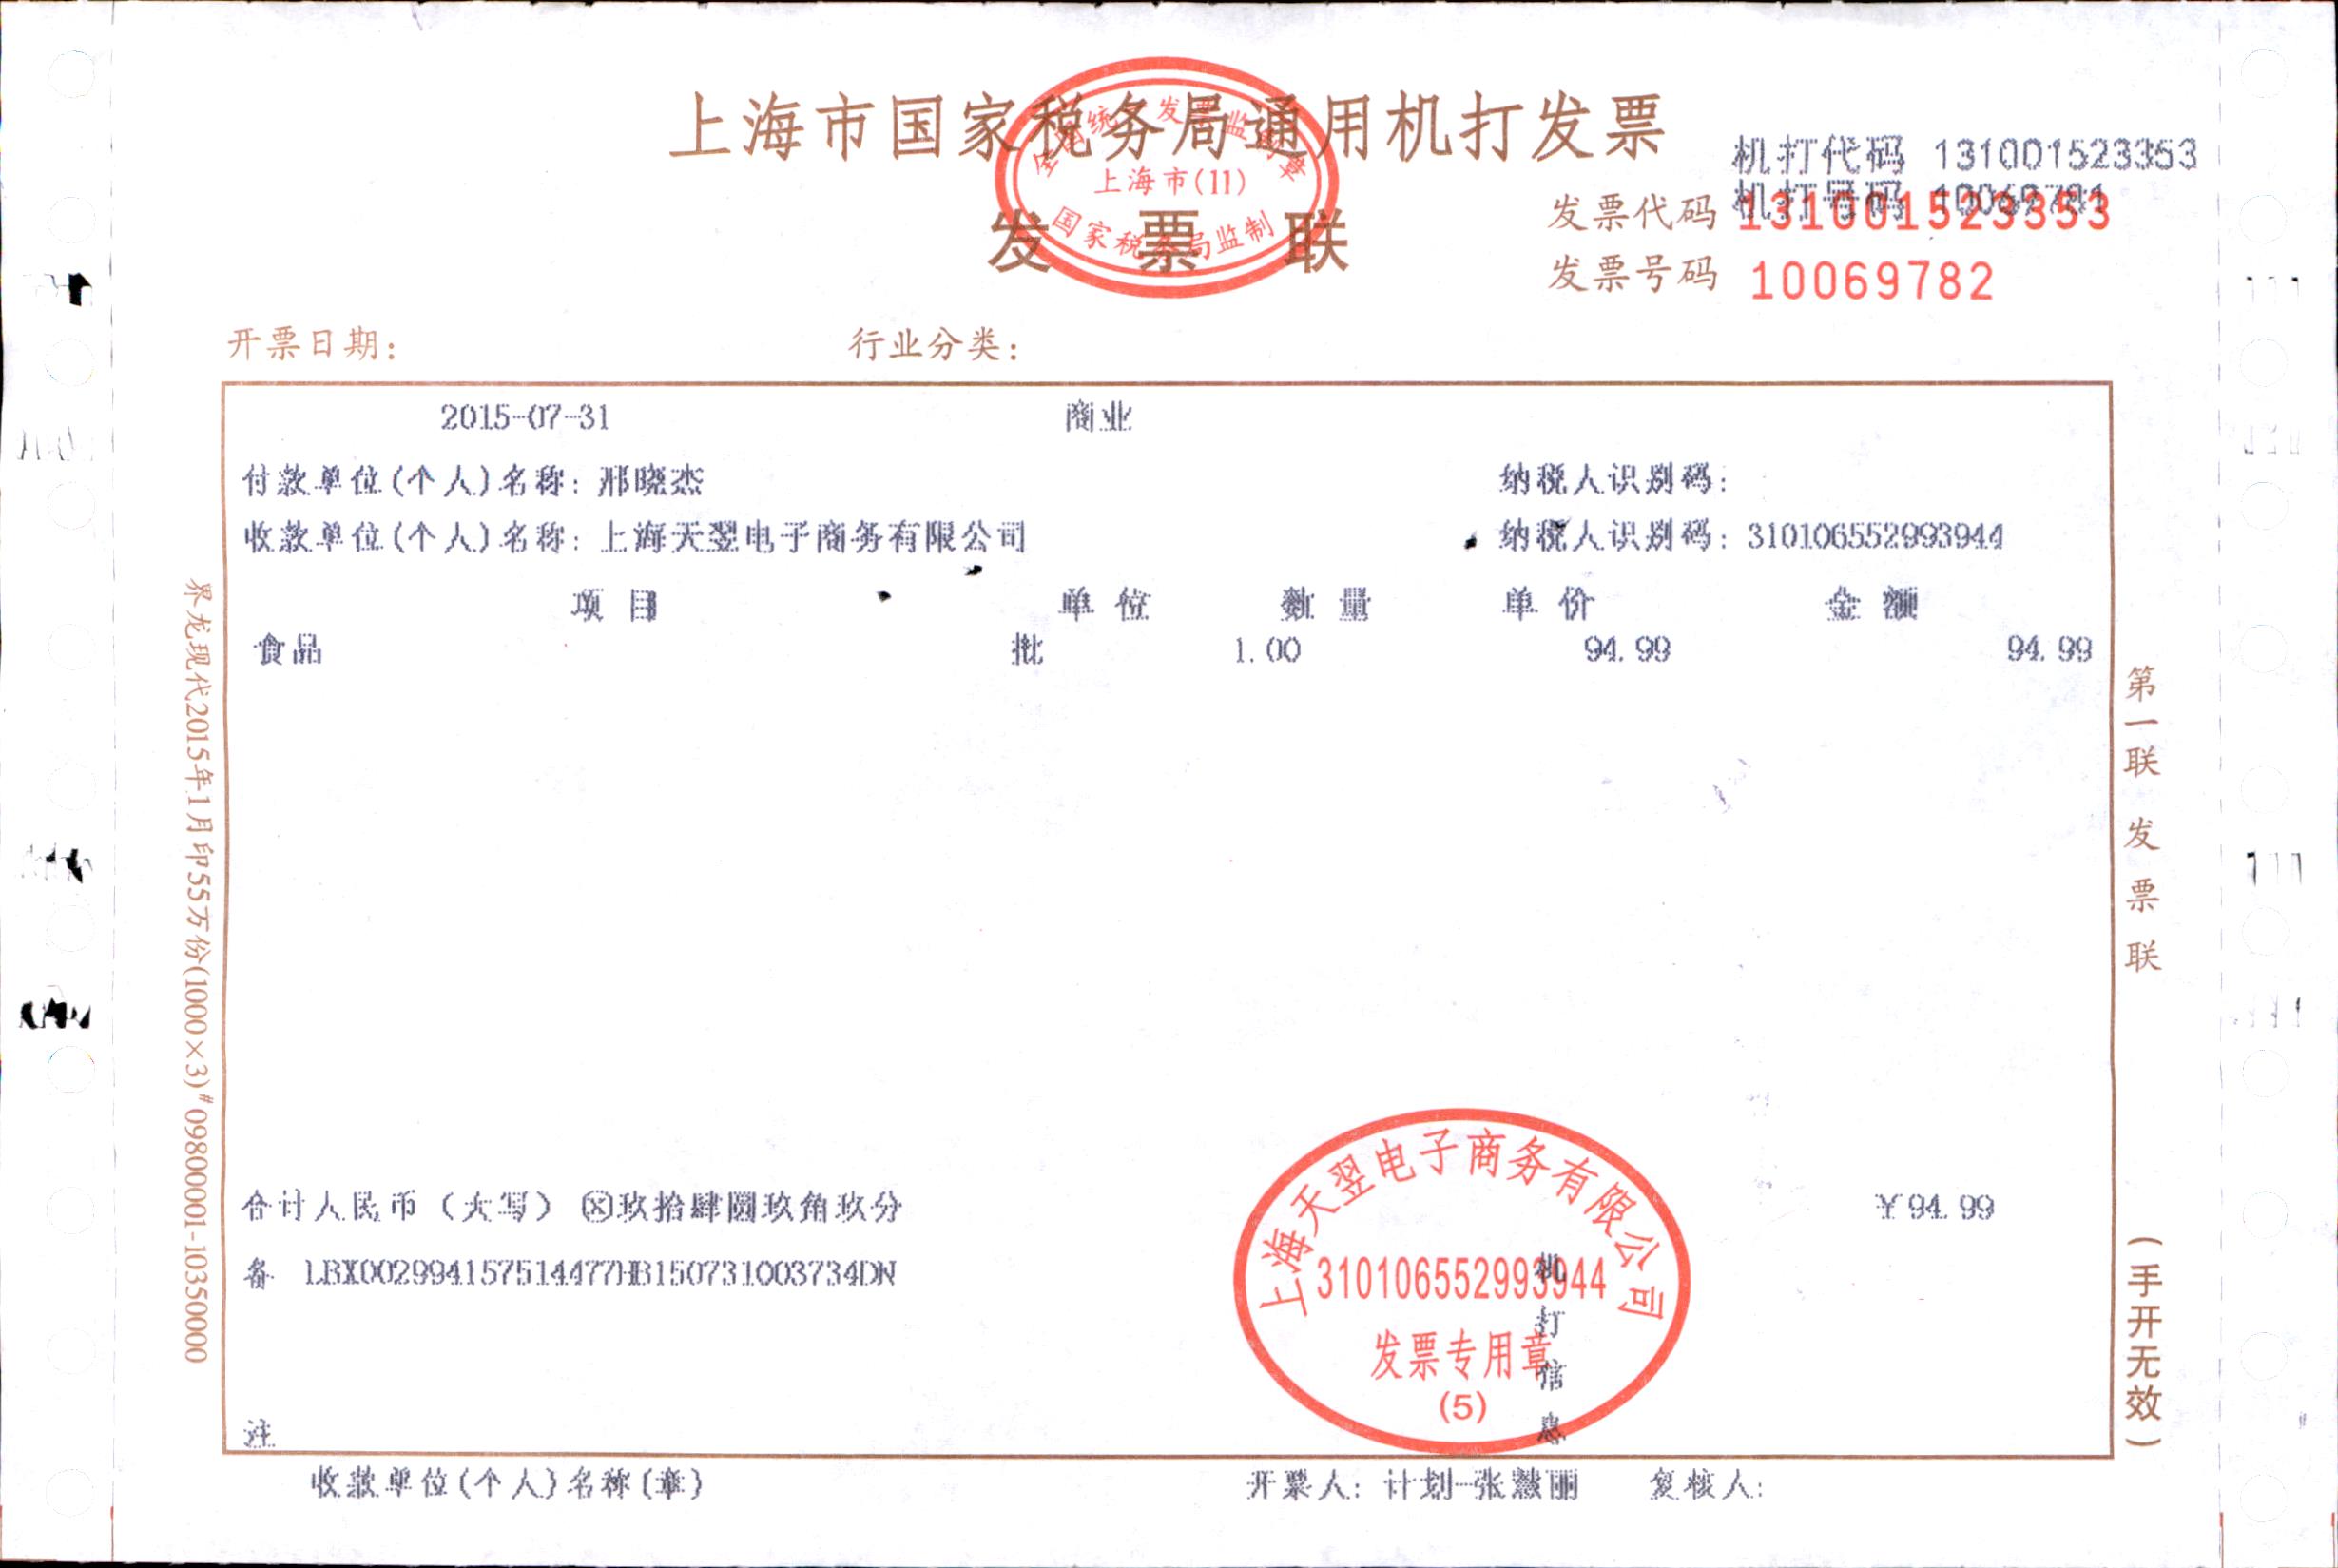 上海市国家税务局通用机打发票
全国统一发票监制章
上海市(11)
国家税务局监制
发票联
机打代码 131001523353
机打号码 10069781
发票代码 131001523353
发票号码 10069782
开票日期: 行业分类:
2015-07-31 商业
付款单位(个人)名称: 邢晓杰 纳税人识别码:
收款单位(个人)名称: 上海天翌电子商务有限公司 纳税人识别码: 310106552993944
项目 单位 数量 单价 金额
食品 批 1.00 94.99 94.99
合计人民币（大写） ⊗玖拾肆圆玖角玖分 ￥94.99
备 LBX002994157514477HB150731003734DN
注
机打信息
上海天翌电子商务有限公司
310106552993944
发票专用章
(5)
收款单位(个人)名称(章) 开票人: 计划-张慧丽 复核人:
界龙现代2015年1月印55万份(1000×3)#09800001-10350000
第一联 发票联
(手开无效)